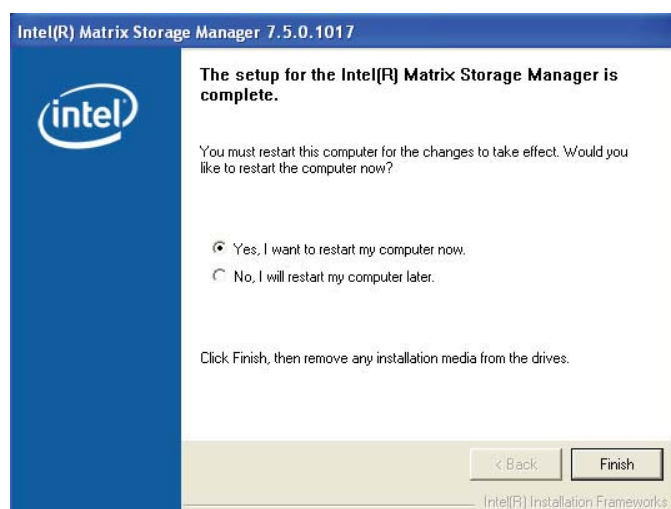 Intel(R) Matrix Storage Manager 7.5.0.1017
intel
The setup for the Intel(R) Matrix Storage Manager is
complete.
You must restart this computer for the changes to take effect. Would you
like to restart the computer now?
Yes, I want to restart my computer now.
No, I will restart my computer later.
Click Finish, then remove any installation media from the drives.
< Back
Finish
Intel(R) Installation Frameworks